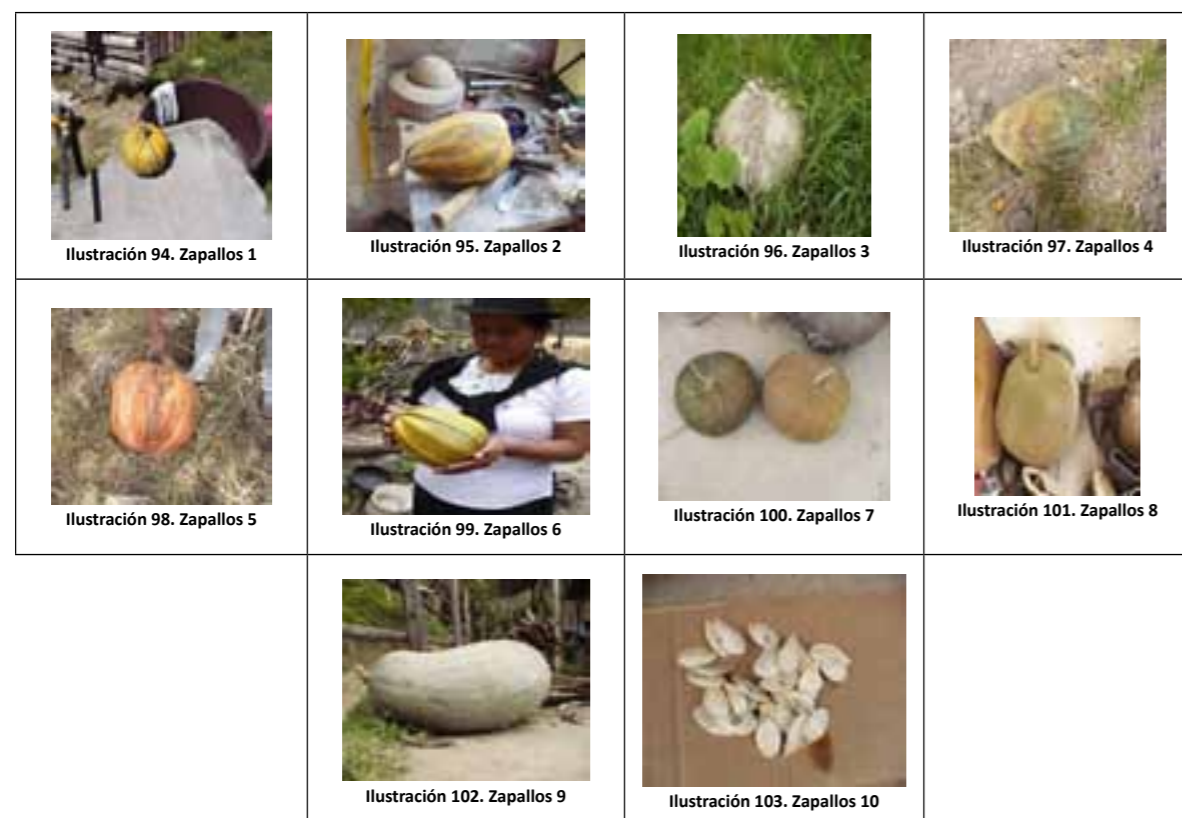 Ilustración 94. Zapallos 1
Ilustración 95. Zapallos 2
Ilustración 96. Zapallos 3
Ilustración 97. Zapallos 4
Ilustración 98. Zapallos 5
Ilustración 99. Zapallos 6
Ilustración 100. Zapallos 7
Ilustración 101. Zapallos 8
Ilustración 102. Zapallos 9
Ilustración 103. Zapallos 10